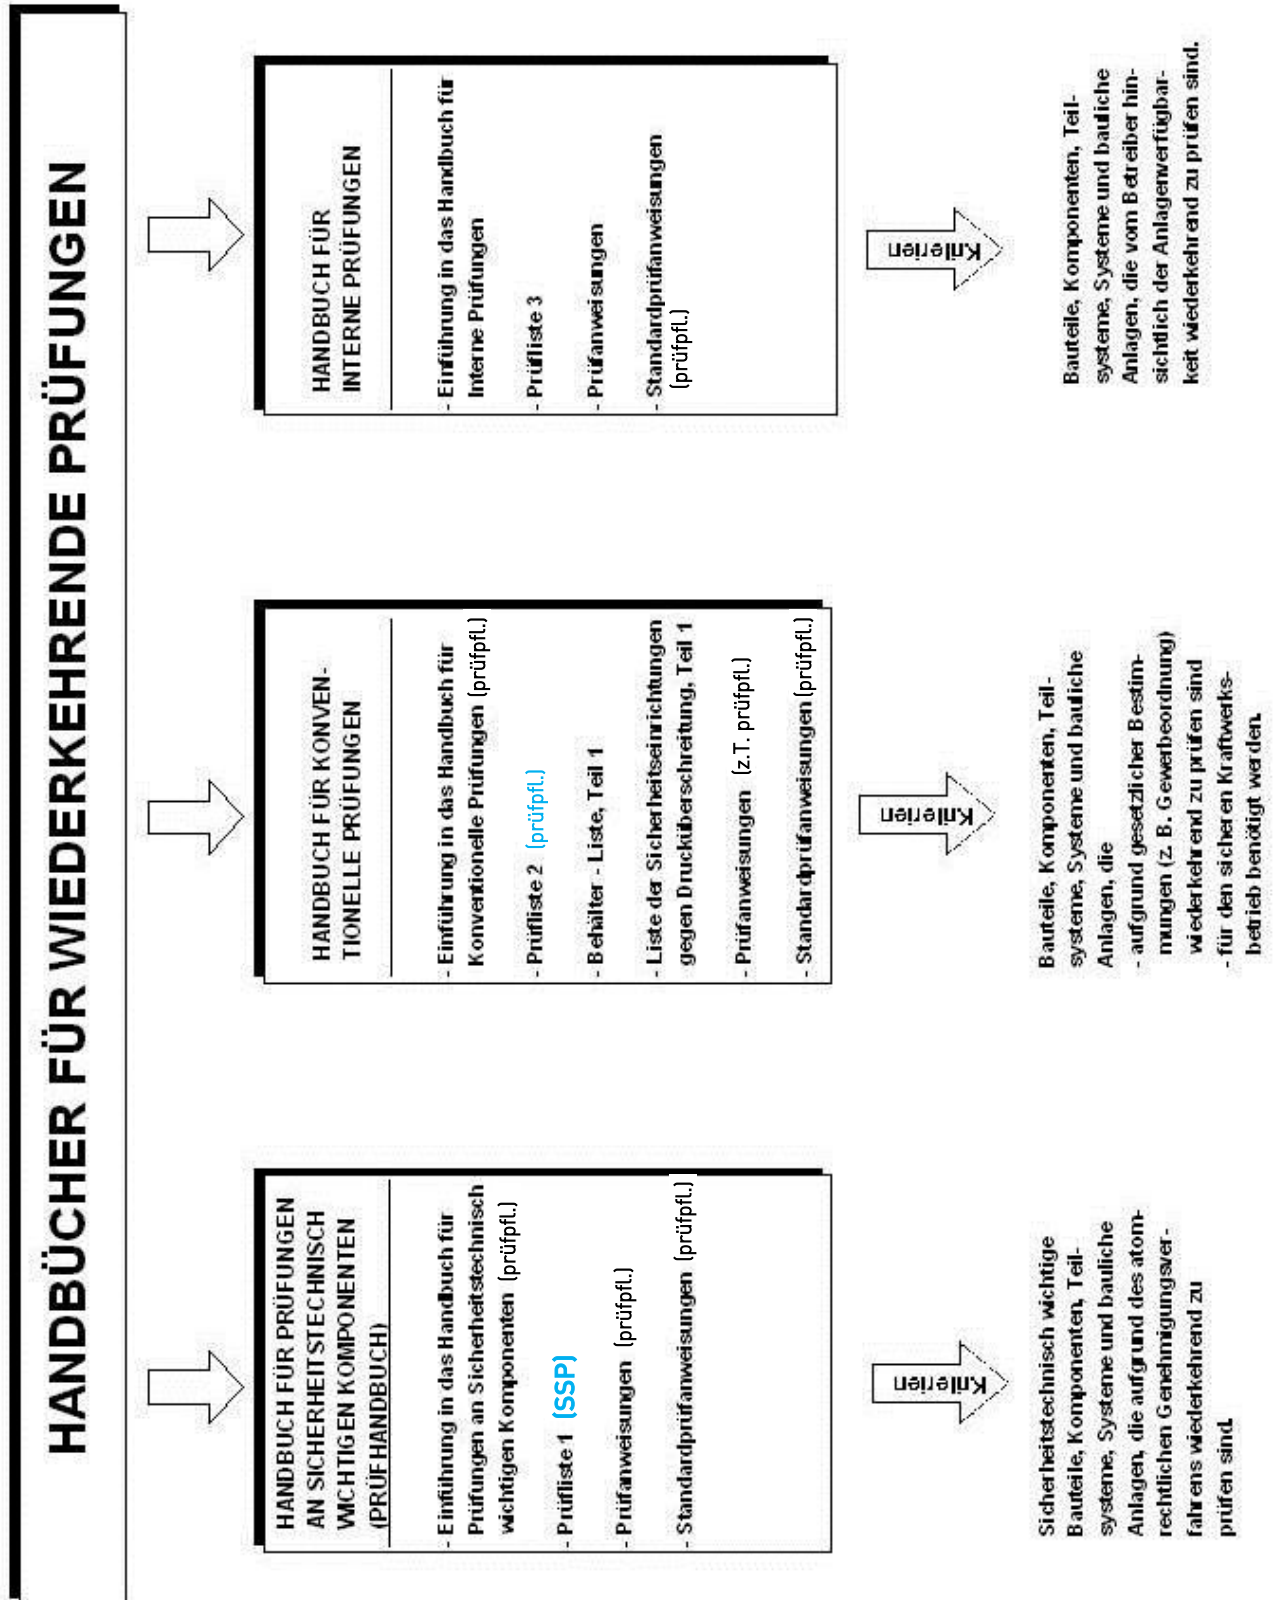 HANDBÜCHER FÜR WIEDERKEHRENDE PRÜFUNGEN
HANDBUCH FÜR PRÜFUNGEN
AN SICHERHEITSTECHNISCH
WICHTIGEN KOMPONENTEN
(PRÜFHANDBUCH)
- Einführung in das Handbuch für
Prüfungen an Sicherheitstechnisch
wichtigen Komponenten (prüfpfl.)
- Prüfliste 1 (SSP)
- Prüfanweisungen (prüfpfl.)
- Standardprüfanweisungen (prüfpfl.)
Kriterien
Sicherheitstechnisch wichtige
Bauteile, Komponenten, Teil-
systeme, Systeme und bauliche
Anlagen, die aufgrund des atom-
rechtlichen Genehmigungsver-
fahrens wiederkehrend zu
prüfen sind.
HANDBUCH FÜR KONVEN-
TIONELLE PRÜFUNGEN
- Einführung in das Handbuch für
Konventionelle Prüfungen (prüfpfl.)
- Prüfliste 2 (prüfpfl.)
- Behälter - Liste, Teil 1
- Liste der Sicherheitseinrichtungen
gegen Drucküberschreitung, Teil 1
- Prüfanweisungen (z.T. prüfpfl.)
- Standardprüfanweisungen (prüfpfl.)
Kriterien
Bauteile, Komponenten, Teil-
systeme, Systeme und bauliche
Anlagen, die
- aufgrund gesetzlicher Bestim-
mungen (z. B. Gewerbeordnung)
wiederkehrend zu prüfen sind
- für den sicheren Kraftwerks-
betrieb benötigt werden.
HANDBUCH FÜR
INTERNE PRÜFUNGEN
- Einführung in das Handbuch für
Interne Prüfungen
- Prüfliste 3
- Prüfanweisungen
- Standardprüfanweisungen
(prüfpfl.)
Kriterien
Bauteile, Komponenten, Teil-
systeme, Systeme und bauliche
Anlagen, die vom Betreiber hin-
sichtlich der Anlagenverfügbar-
keit wiederkehrend zu prüfen sind.